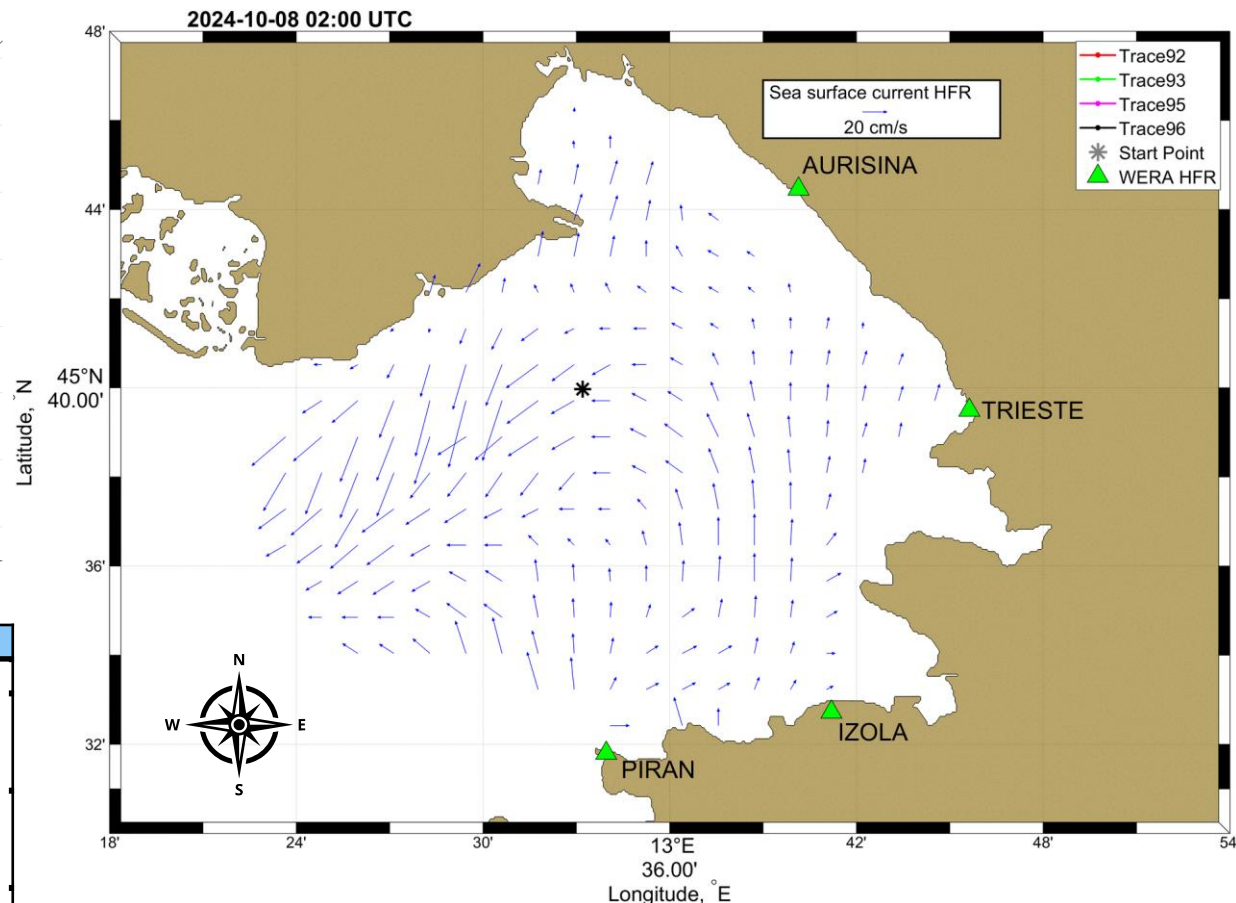 2024-10-08 02:00 UTC
48'
44'
45°N
40.00'
36'
32'
Latitude, °N
18'
24'
30'
13°E
36.00'
42'
48'
54
Longitude, °E
Sea surface current HFR
20 cm/s
Trace92
Trace93
Trace95
Trace96
Start Point
WERA HFR
AURISINA
TRIESTE
IZOLA
PIRAN
N
W
E
S